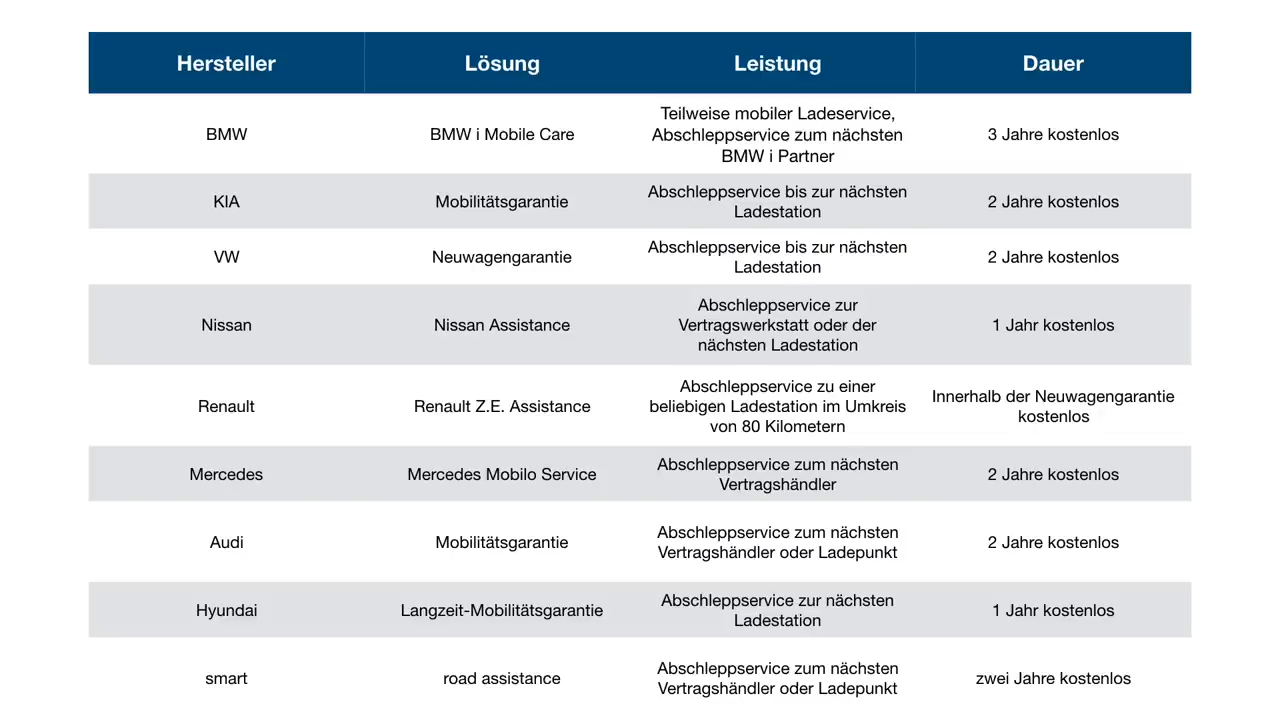 Hersteller Lösung Leistung Dauer
BMW BMW i Mobile Care Teilweise mobiler Ladeservice, Abschleppservice zum nächsten BMW i Partner 3 Jahre kostenlos
KIA Mobilitätsgarantie Abschleppservice bis zur nächsten Ladestation 2 Jahre kostenlos
VW Neuwagengarantie Abschleppservice bis zur nächsten Ladestation 2 Jahre kostenlos
Nissan Nissan Assistance Abschleppservice zur Vertragswerkstatt oder der nächsten Ladestation 1 Jahr kostenlos
Renault Renault Z.E. Assistance Abschleppservice zu einer beliebigen Ladestation im Umkreis von 80 Kilometern Innerhalb der Neuwagengarantie kostenlos
Mercedes Mercedes Mobilo Service Abschleppservice zum nächsten Vertragshändler 2 Jahre kostenlos
Audi Mobilitätsgarantie Abschleppservice zum nächsten Vertragshändler oder Ladepunkt 2 Jahre kostenlos
Hyundai Langzeit-Mobilitätsgarantie Abschleppservice zur nächsten Ladestation 1 Jahr kostenlos
smart road assistance Abschleppservice zum nächsten Vertragshändler oder Ladepunkt zwei Jahre kostenlos